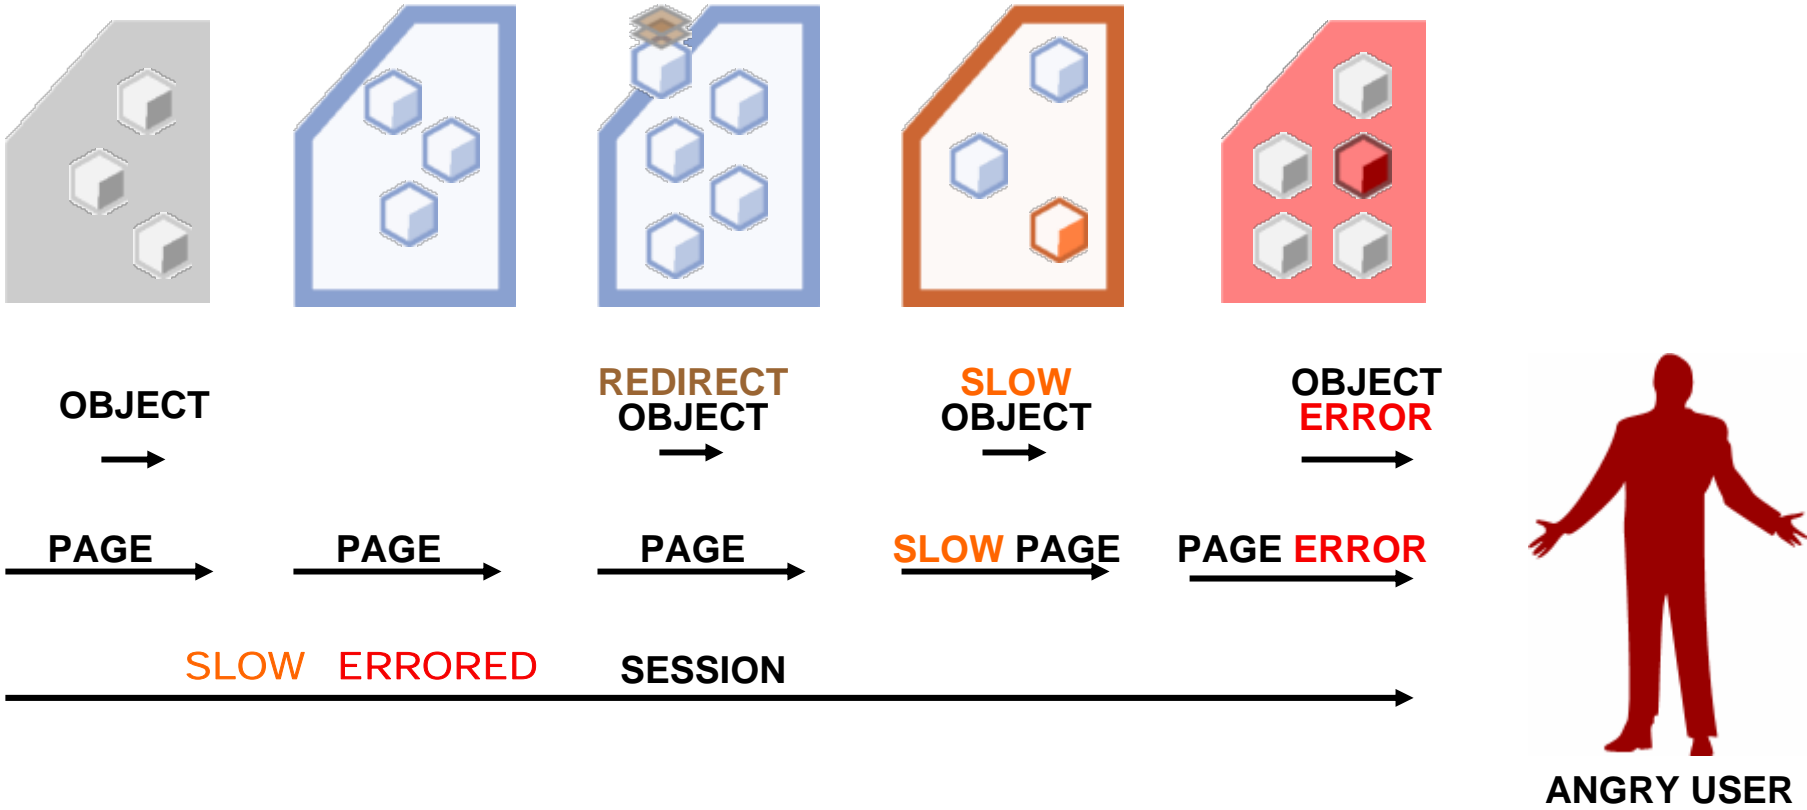 OBJECT
REDIRECT
OBJECT
SLOW
OBJECT
OBJECT
ERROR
PAGE
PAGE
PAGE
SLOW PAGE
PAGE ERROR
SLOW ERRORED SESSION
ANGRY USER